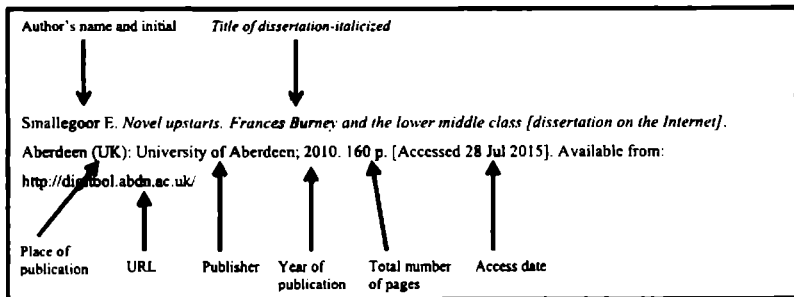 Author's name and initial Title of dissertation-italicized
Smallegoor E. Novel upstarts. Frances Burney and the lower middle class [dissertation on the Internet].
Aberdeen (UK): University of Aberdeen; 2010. 160 p. [Accessed 28 Jul 2015]. Available from:
http://digitool.abdn.ac.uk/
Place of publication URL Publisher Year of publication Total number of pages Access date